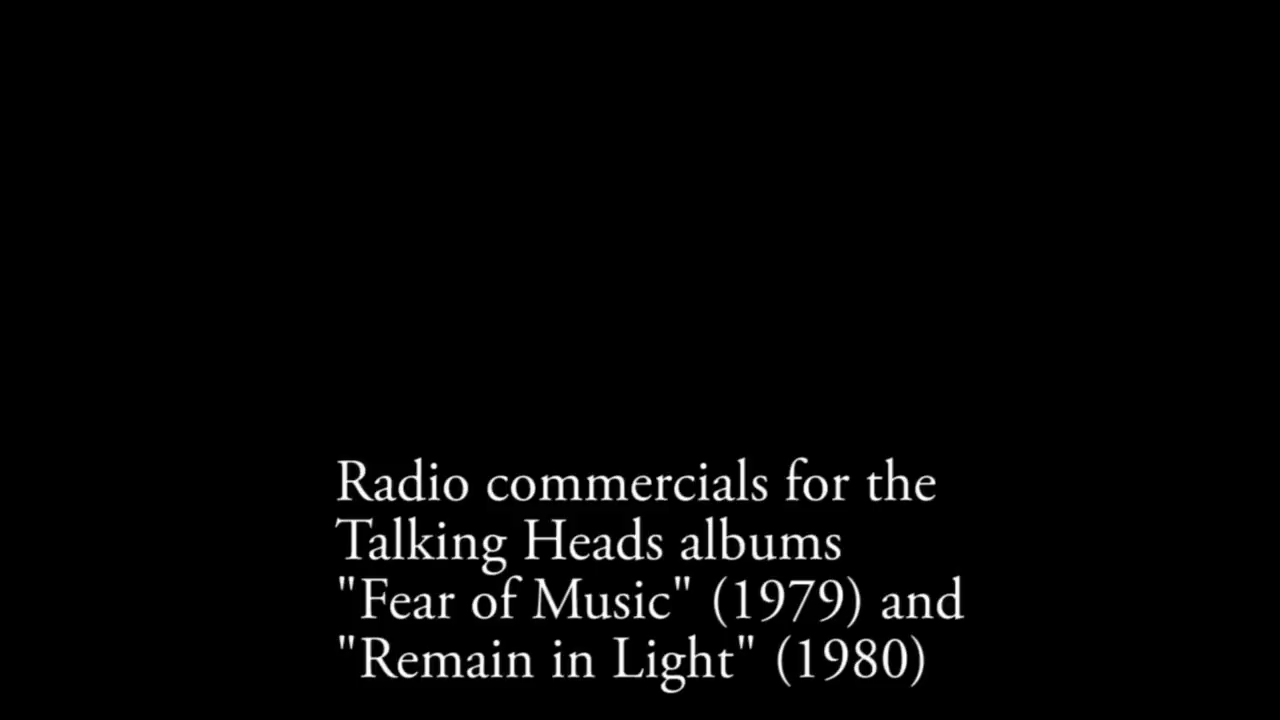 Radio commercials for the
Talking Heads albums
"Fear of Music" (1979) and
"Remain in Light" (1980)